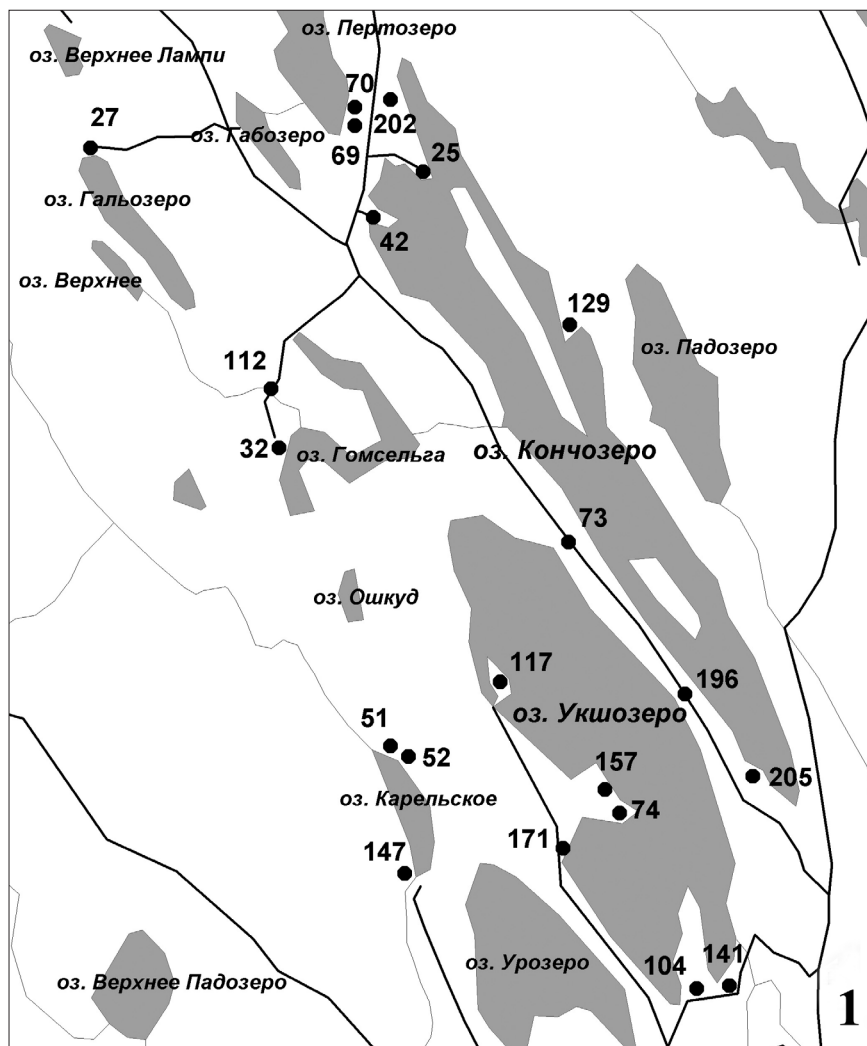 оз. Пертозеро
оз. Верхнее Лампи
70
27
202
оз. Габозеро
69
25
оз. Гальозеро
42
оз. Верхнее
129
оз. Падозеро
112
32
оз. Гомсельга
оз. Кончозеро
73
оз. Ошкуд
117
196
оз. Укшозеро
51
52
157
205
оз. Карельское
74
171
147
оз. Урозеро
104
141
оз. Верхнее Падозеро
1